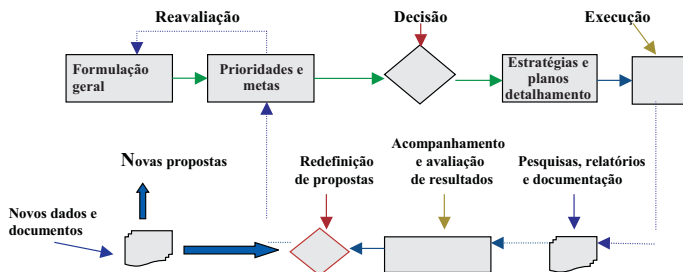 Reavaliação
Decisão
Execução
Formulação
geral
Prioridades e
metas
Estratégias e
planos
detalhamento
Novas propostas
Redefinição
de propostas
Acompanhamento
e avaliação
de resultados
Pesquisas, relatórios
e documentação
Novos dados e
documentos